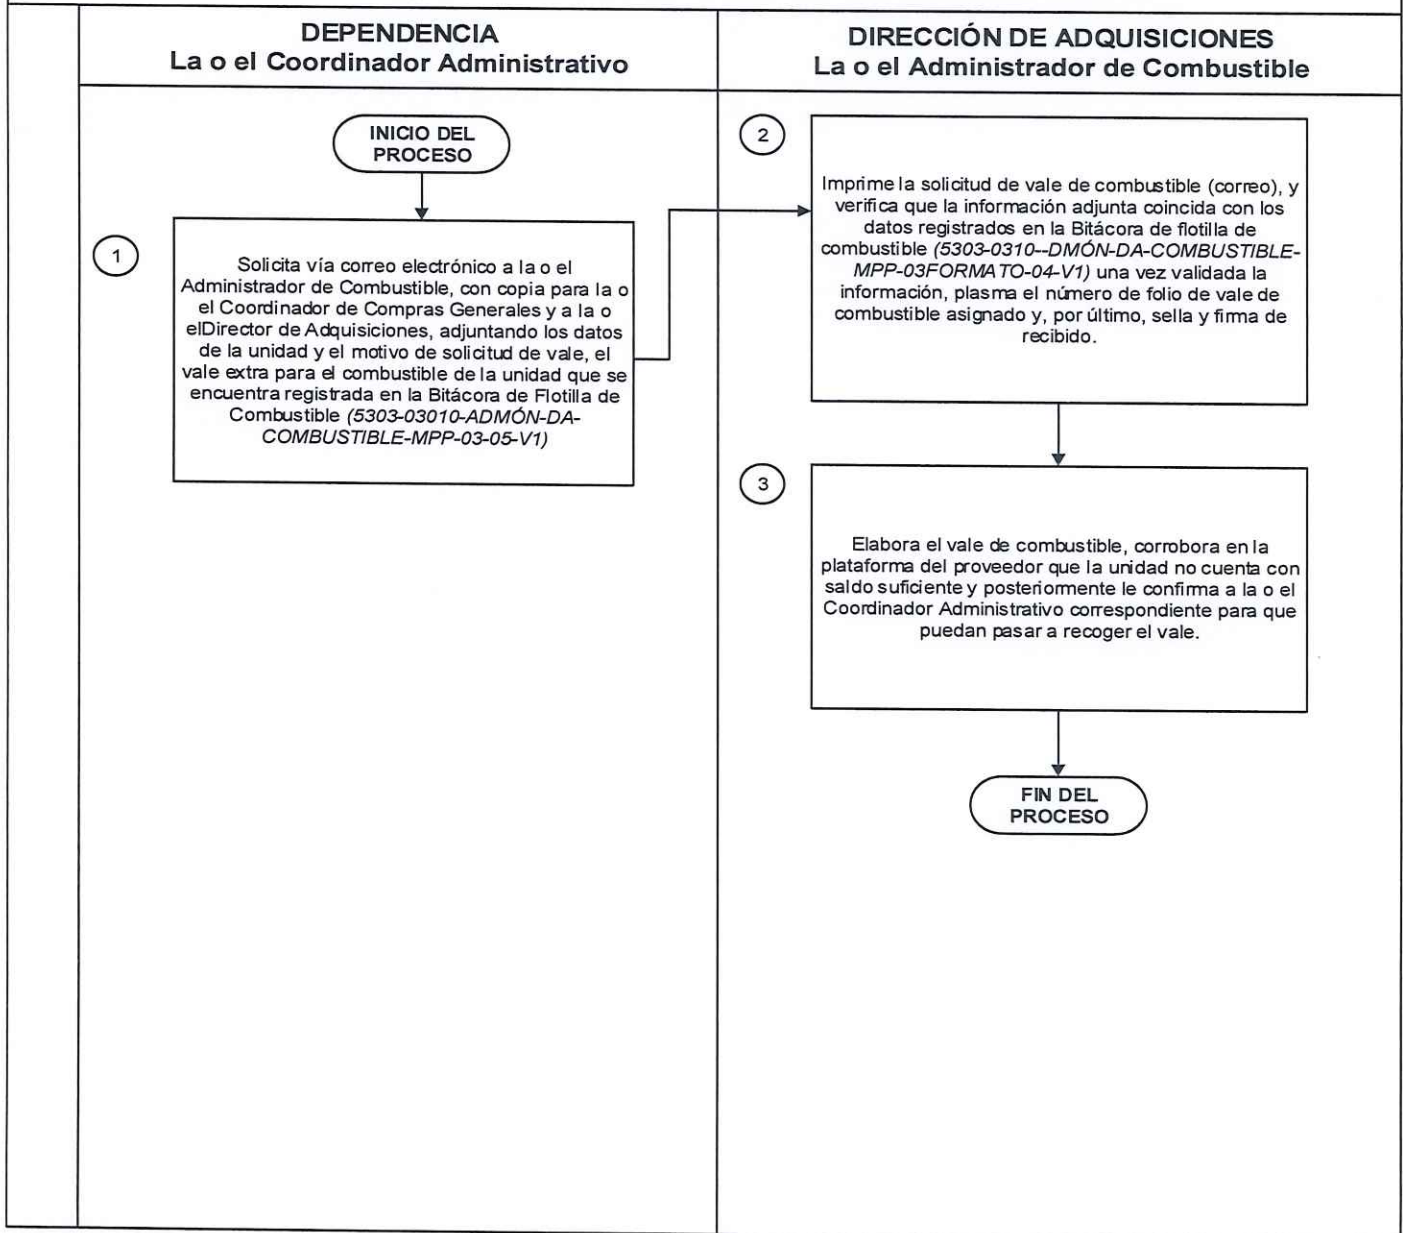 DEPENDENCIA
La o el Coordinador Administrativo
DIRECCIÓN DE ADQUISICIONES
La o el Administrador de Combustible
INICIO DEL
PROCESO
1
Solicita vía correo electrónico a la o el
Administrador de Combustible, con copia para la o
el Coordinador de Compras Generales y a la o
elDirector de Adquisiciones, adjuntando los datos
de la unidad y el motivo de solicitud de vale, el
vale extra para el combustible de la unidad que se
encuentra registrada en la Bitácora de Flotilla de
Combustible (5303-03010-ADMÓN-DA-
COMBUSTIBLE-MPP-03-05-V1)
2
Imprime la solicitud de vale de combustible (correo), y
verifica que la información adjunta coincida con los
datos registrados en la Bitácora de flotilla de
combustible (5303-0310--DMÓN-DA-COMBUSTIBLE-
MPP-03FORMATO-04-V1) una vez validada la
información, plasma el número de folio de vale de
combustible asignado y, por último, sella y firma de
recibido.
3
Elabora el vale de combustible, corrobora en la
plataforma del proveedor que la unidad no cuenta con
saldo suficiente y posteriormente le confirma a la o el
Coordinador Administrativo correspondiente para que
puedan pasar a recoger el vale.
FIN DEL
PROCESO